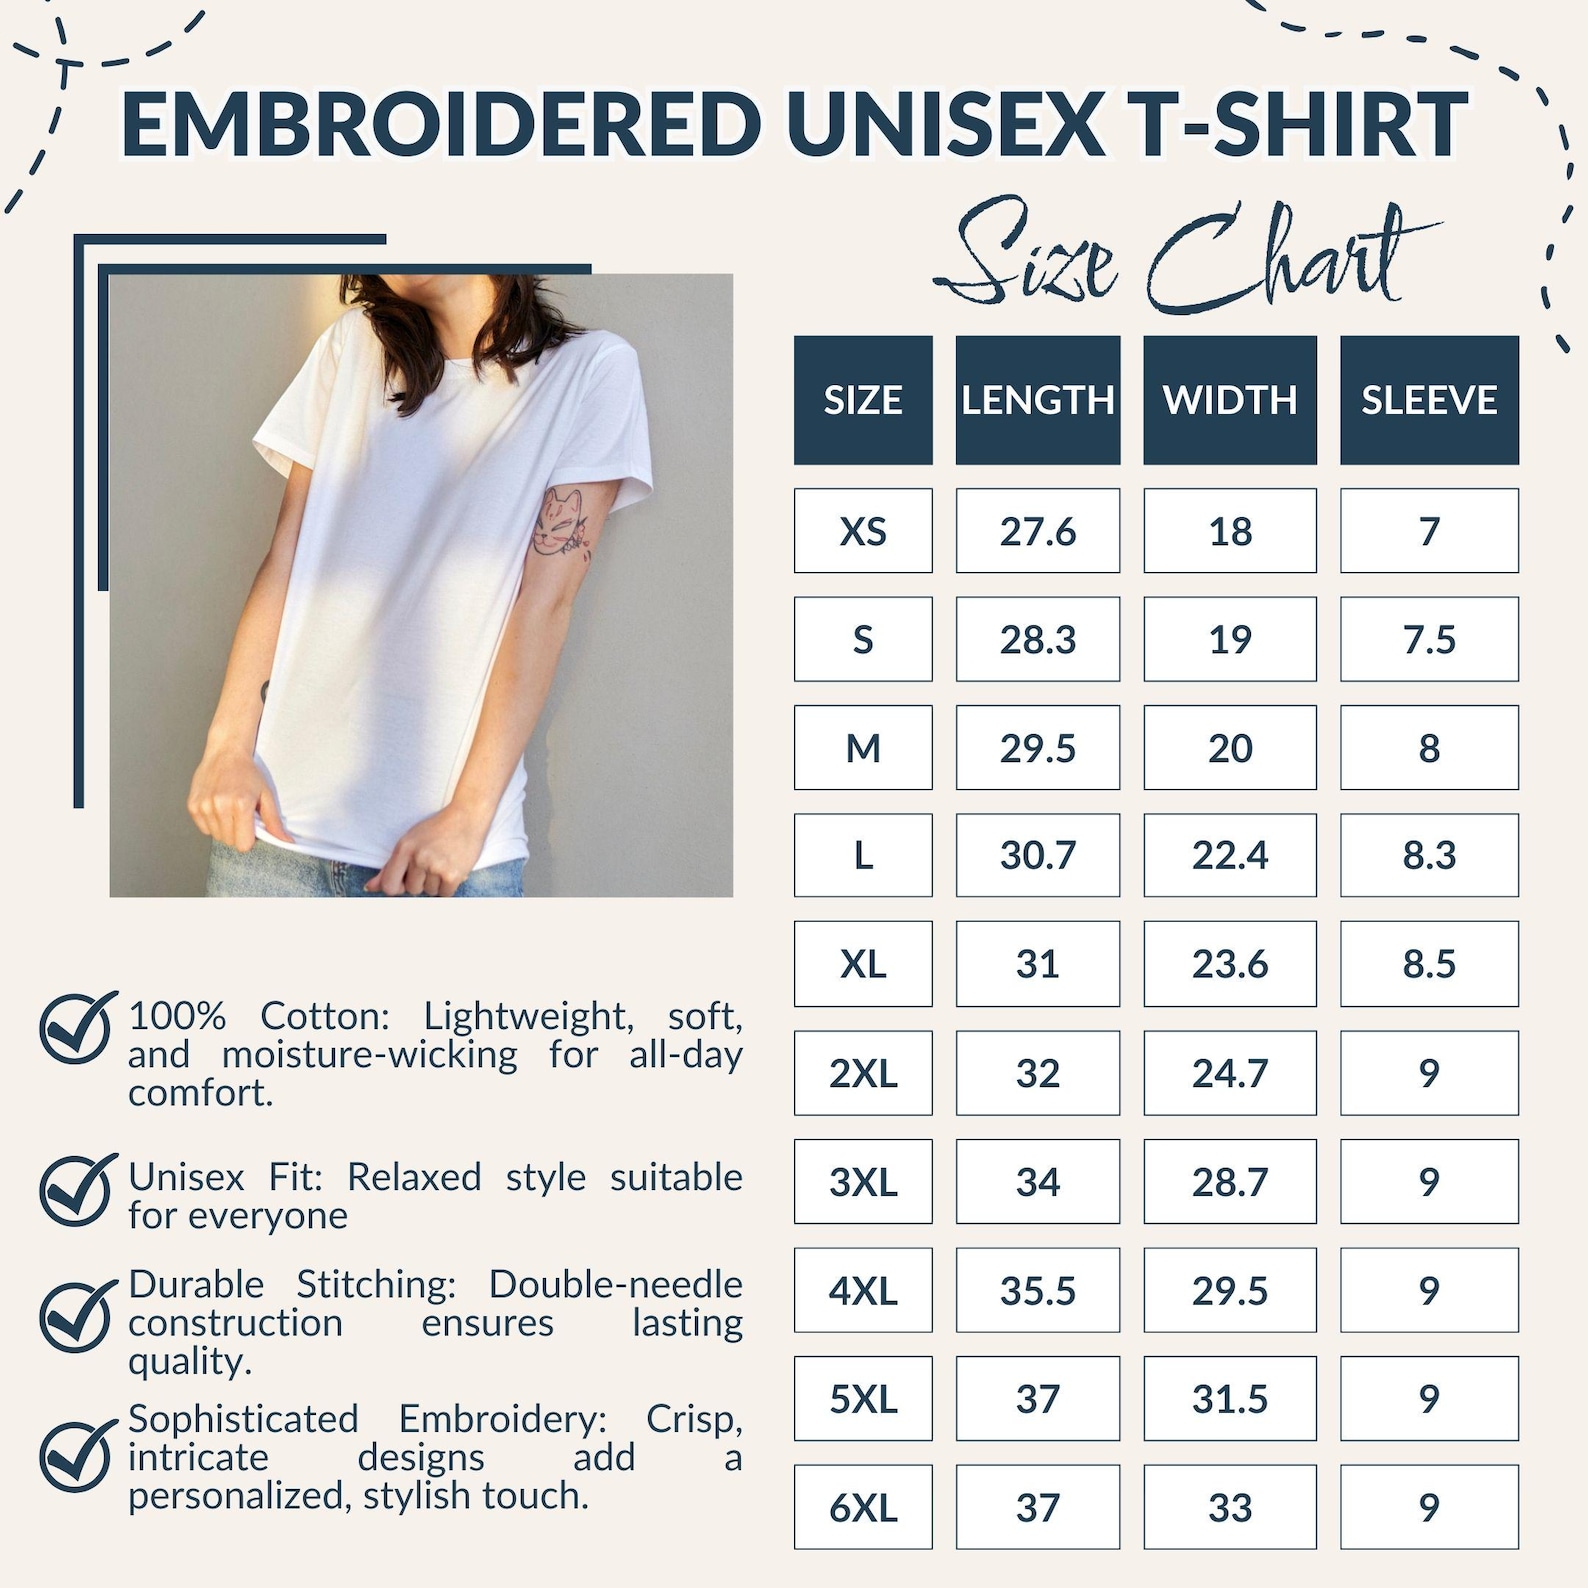 EMBROIDERED UNISEX T-SHIRT
Size Chart
SIZE LENGTH WIDTH SLEEVE
XS 27.6 18 7
S 28.3 19 7.5
M 29.5 20 8
L 30.7 22.4 8.3
XL 31 23.6 8.5
2XL 32 24.7 9
3XL 34 28.7 9
4XL 35.5 29.5 9
5XL 37 31.5 9
6XL 37 33 9
100% Cotton: Lightweight, soft,
and moisture-wicking for all-day
comfort.
Unisex Fit: Relaxed style suitable
for everyone
Durable Stitching: Double-needle
construction ensures lasting
quality.
Sophisticated Embroidery: Crisp,
intricate designs add a
personalized, stylish touch.